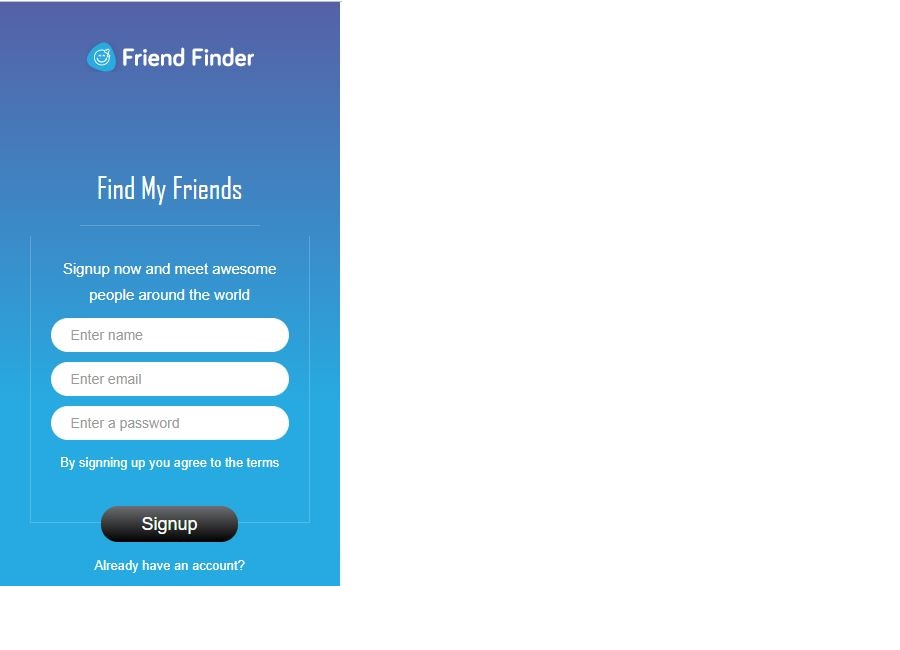 Friend Finder
Find My Friends
Signup now and meet awesome
people around the world
Enter name
Enter email
Enter a password
By signning up you agree to the terms
Signup
Already have an account?